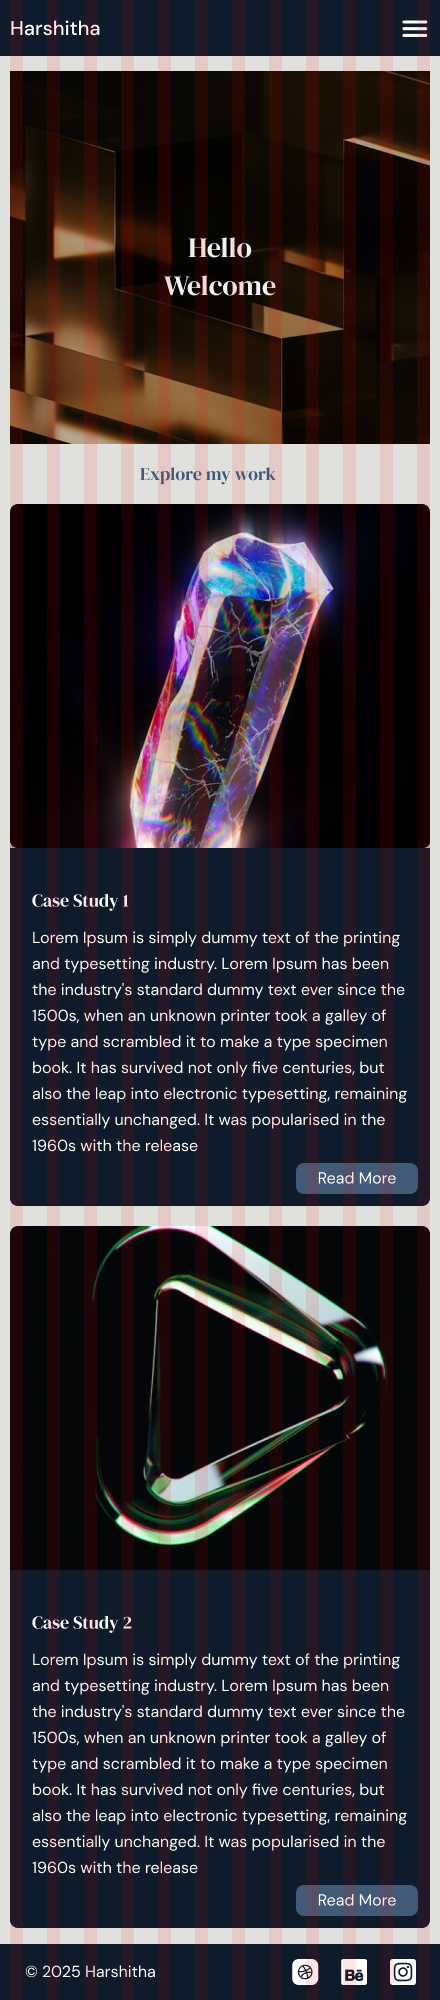 Harshitha
Hello
Welcome
Explore my work
Case Study 1
Lorem Ipsum is simply dummy text of the printing
and typesetting industry. Lorem Ipsum has been
the industry's standard dummy text ever since the
1500s, when an unknown printer took a galley of
type and scrambled it to make a type specimen
book. It has survived not only five centuries, but
also the leap into electronic typesetting, remaining
essentially unchanged. It was popularised in the
1960s with the release
Read More
Case Study 2
Lorem Ipsum is simply dummy text of the printing
and typesetting industry. Lorem Ipsum has been
the industry's standard dummy text ever since the
1500s, when an unknown printer took a galley of
type and scrambled it to make a type specimen
book. It has survived not only five centuries, but
also the leap into electronic typesetting, remaining
essentially unchanged. It was popularised in the
1960s with the release
Read More
© 2025 Harshitha
Bē